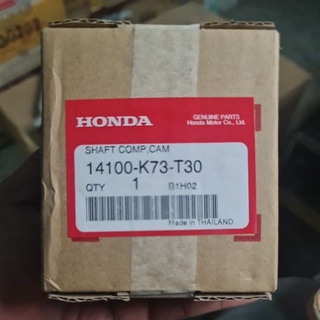 HONDA
GENUINE PARTS
Honda Motor Co., Ltd.
SHAFT COMP,CAM
14100-K73-T30
QTY 1 B1H02
Made in THAILAND